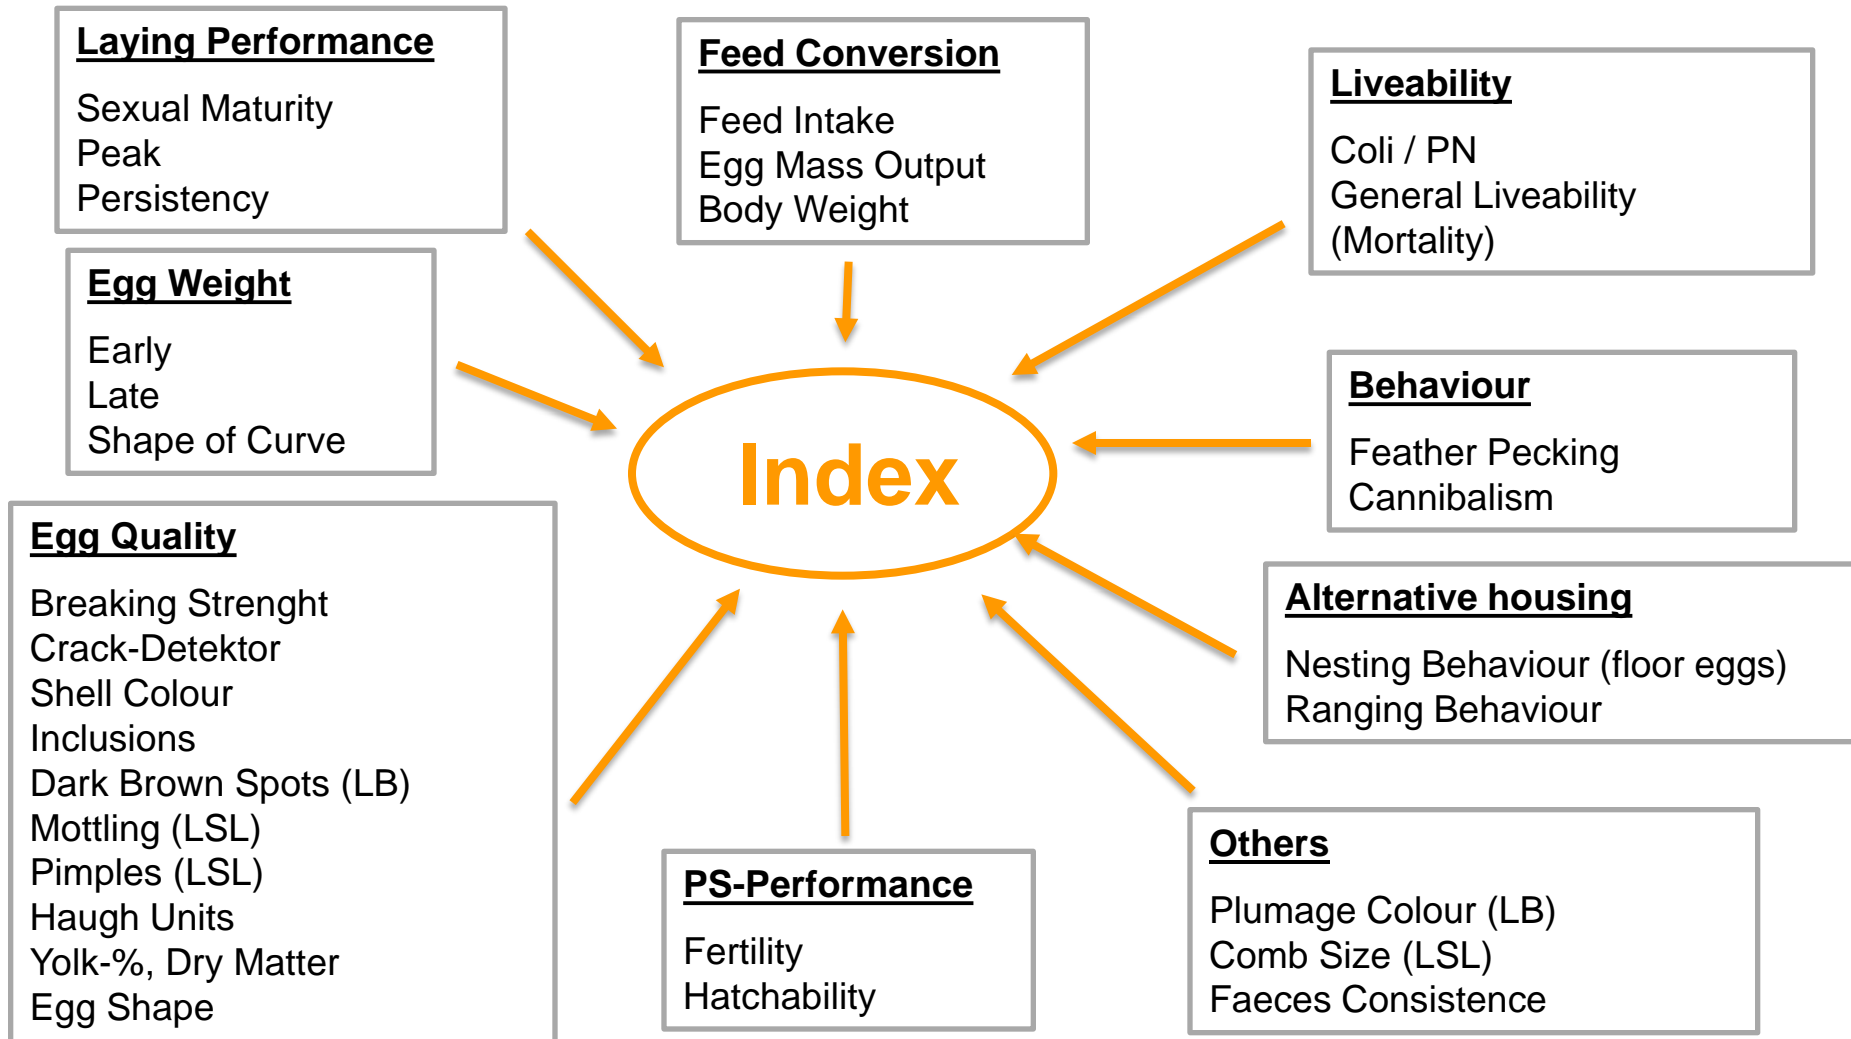 Laying Performance
Sexual Maturity
Peak
Persistency
Feed Conversion
Feed Intake
Egg Mass Output
Body Weight
Liveability
Coli / PN
General Liveability
(Mortality)
Egg Weight
Early
Late
Shape of Curve
Behaviour
Feather Pecking
Cannibalism
Index
Egg Quality
Breaking Strenght
Crack-Detektor
Shell Colour
Inclusions
Dark Brown Spots (LB)
Mottling (LSL)
Pimples (LSL)
Haugh Units
Yolk-%, Dry Matter
Egg Shape
Alternative housing
Nesting Behaviour (floor eggs)
Ranging Behaviour
PS-Performance
Fertility
Hatchability
Others
Plumage Colour (LB)
Comb Size (LSL)
Faeces Consistence